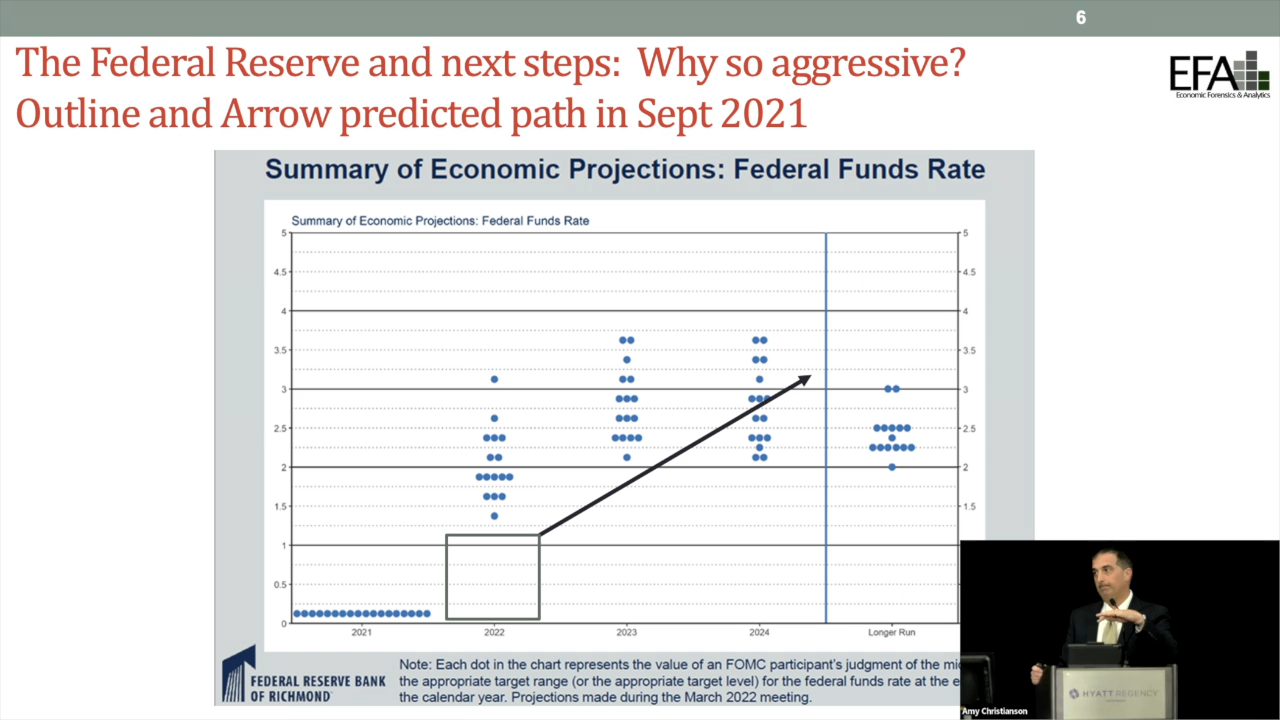 6
The Federal Reserve and next steps: Why so aggressive?
Outline and Arrow predicted path in Sept 2021
EFA
Economic Forensics & Analytics
Summary of Economic Projections: Federal Funds Rate
Summary of Economic Projections: Federal Funds Rate
5 5
4.5 4.5
4 4
3.5 3.5
3 3
2.5 2.5
2 2
1.5 1.5
1
0.5
0
2021 2022 2023 2024 Longer Run
Note: Each dot in the chart represents the value of an FOMC participant's judgment of the mi
the appropriate target range (or the appropriate target level) for the federal funds rate at the e
the calendar year. Projections made during the March 2022 meeting.
FEDERAL RESERVE BANK
OF RICHMOND
HYATT REGENCY
Amy Christianson